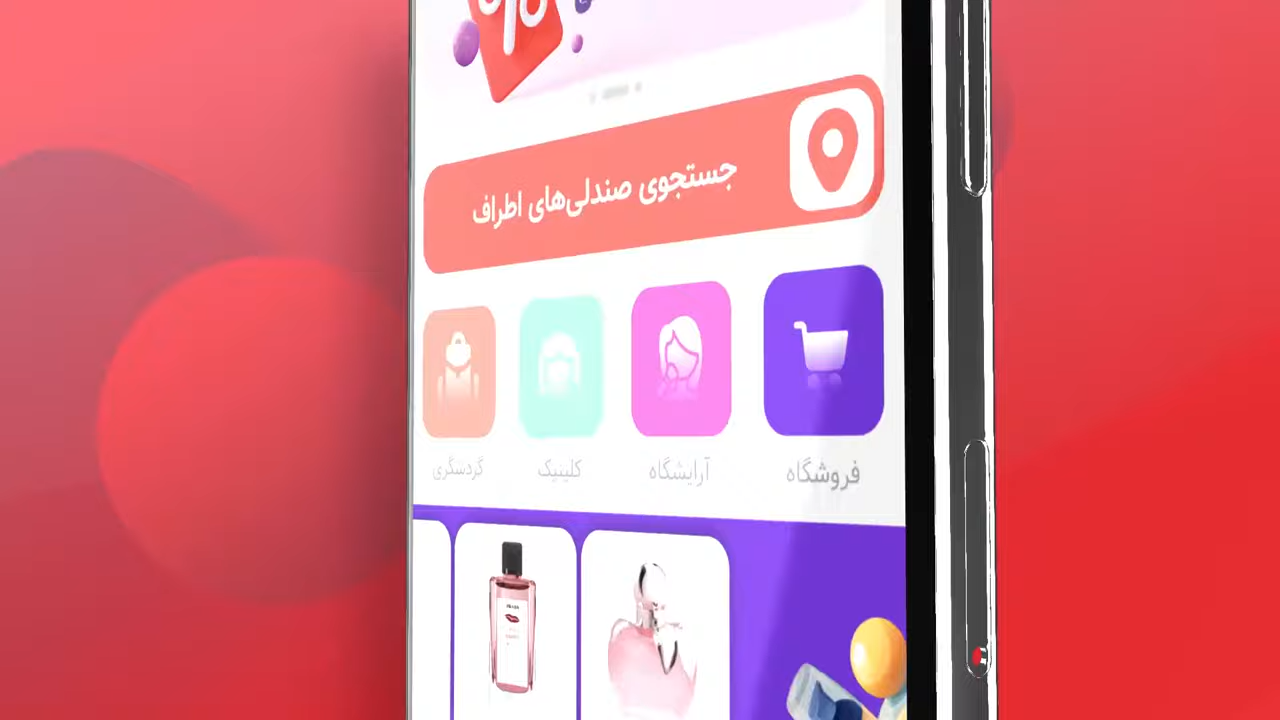 %
جستجوی صندلی‌های اطراف
فروشگاه
آرایشگاه
کلینیک
گردشگری